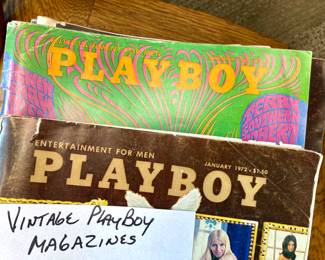 PLAYBOY
ENTERTAINMENT FOR MEN
JANUARY 1972 • $1.50
PLAYBOY
VINTAGE PLAYBOY
MAGAZINES